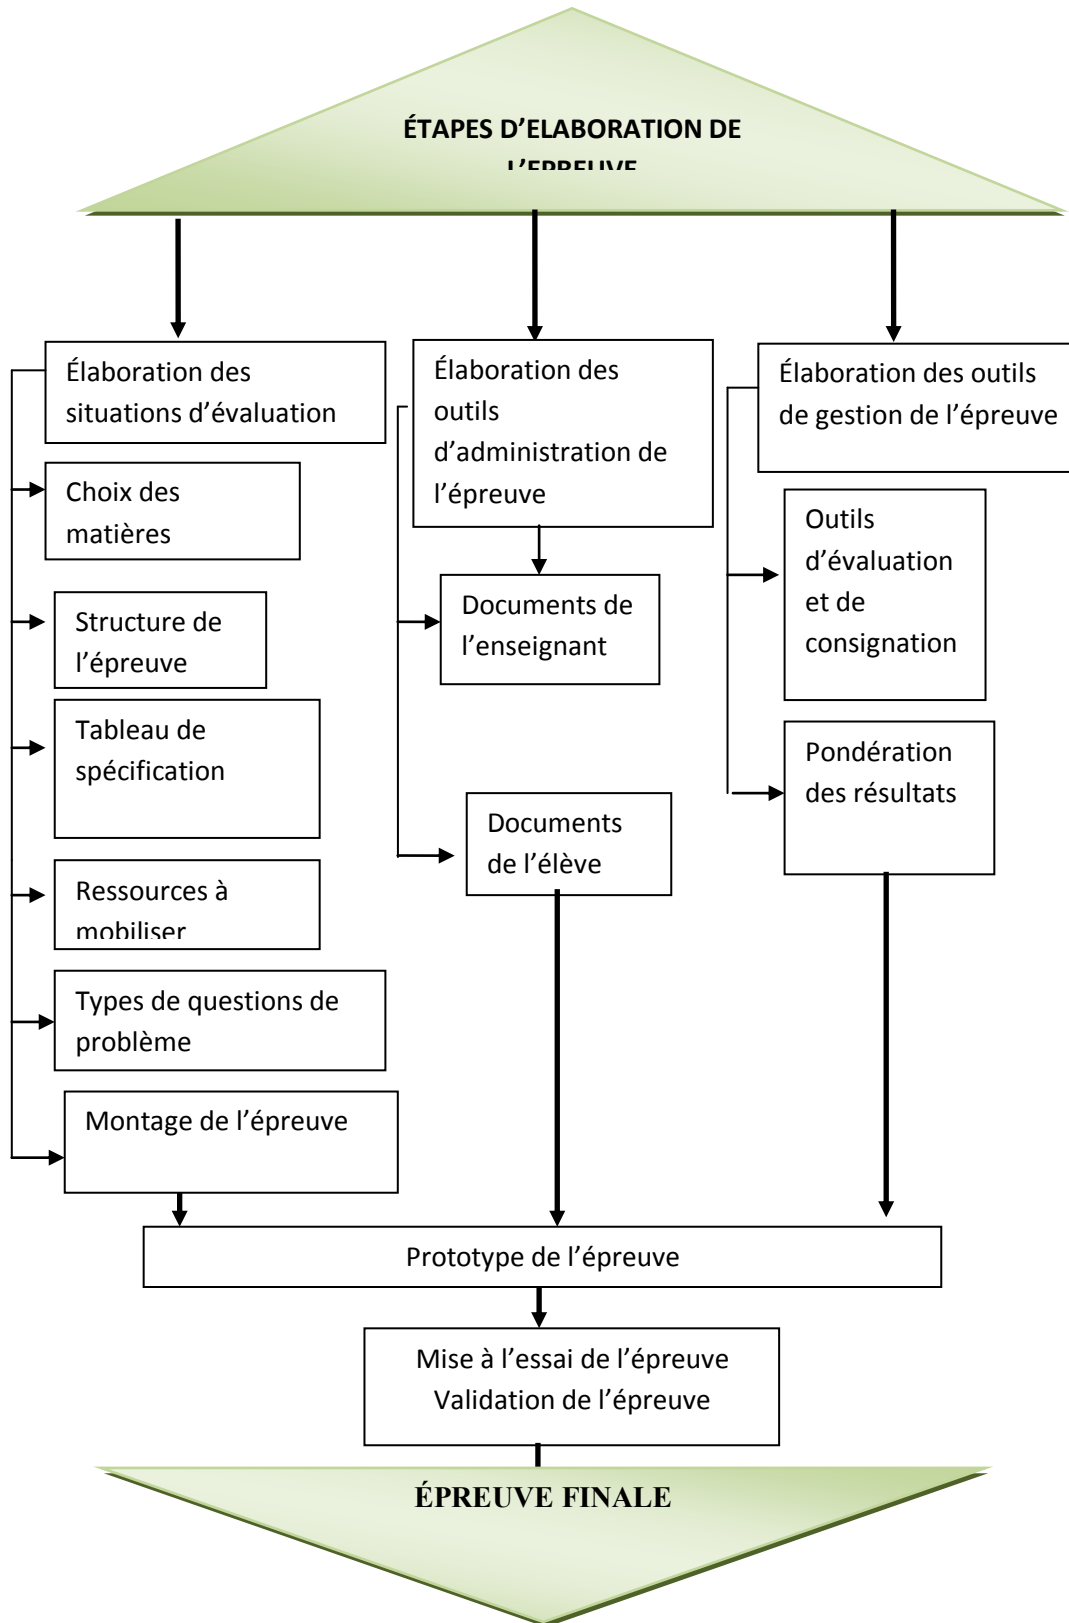 ÉTAPES D’ELABORATION DE
L’EPREUVE
Élaboration des
situations d’évaluation
Choix des
matières
Structure de
l’épreuve
Tableau de
spécification
Ressources à
mobiliser
Types de questions de
problème
Montage de l’épreuve
Élaboration des
outils
d’administration de
l’épreuve
Documents de
l’enseignant
Documents
de l’élève
Élaboration des outils
de gestion de l’épreuve
Outils
d’évaluation
et de
consignation
Pondération
des résultats
Prototype de l’épreuve
Mise à l’essai de l’épreuve
Validation de l’épreuve
ÉPREUVE FINALE